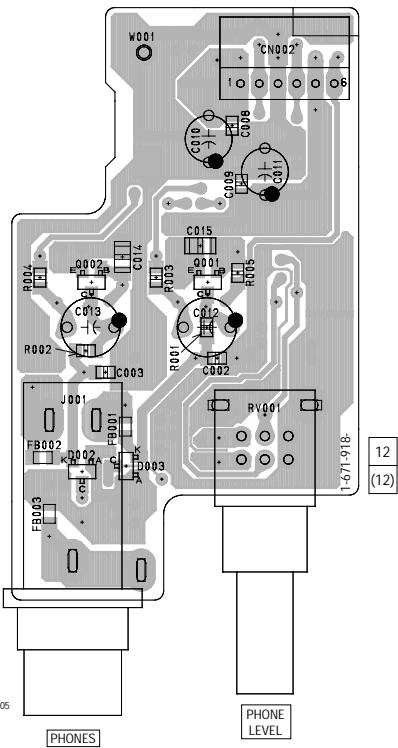 W001
CN002
1 6
C008
C010
C011
C009
C015
C014
Q002
E B
C
Q001
E B
C
R004
R003
R005
C013
C012
R002
R001
C003
C002
J001
RV001
FB001
FB002
D002
K A
C
K
C D003
A
FB003
1-671-918-
12
(12)
05
PHONES
PHONE
LEVEL